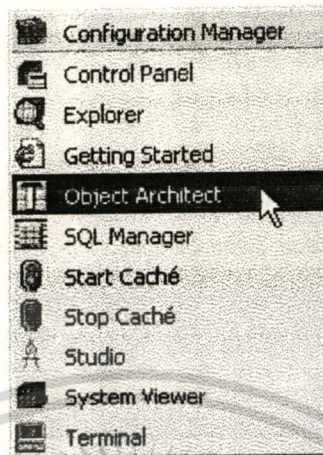 Configuration Manager
Control Panel
Explorer
Getting Started
Object Architect
SQL Manager
Start Caché
Stop Caché
Studio
System Viewer
Terminal